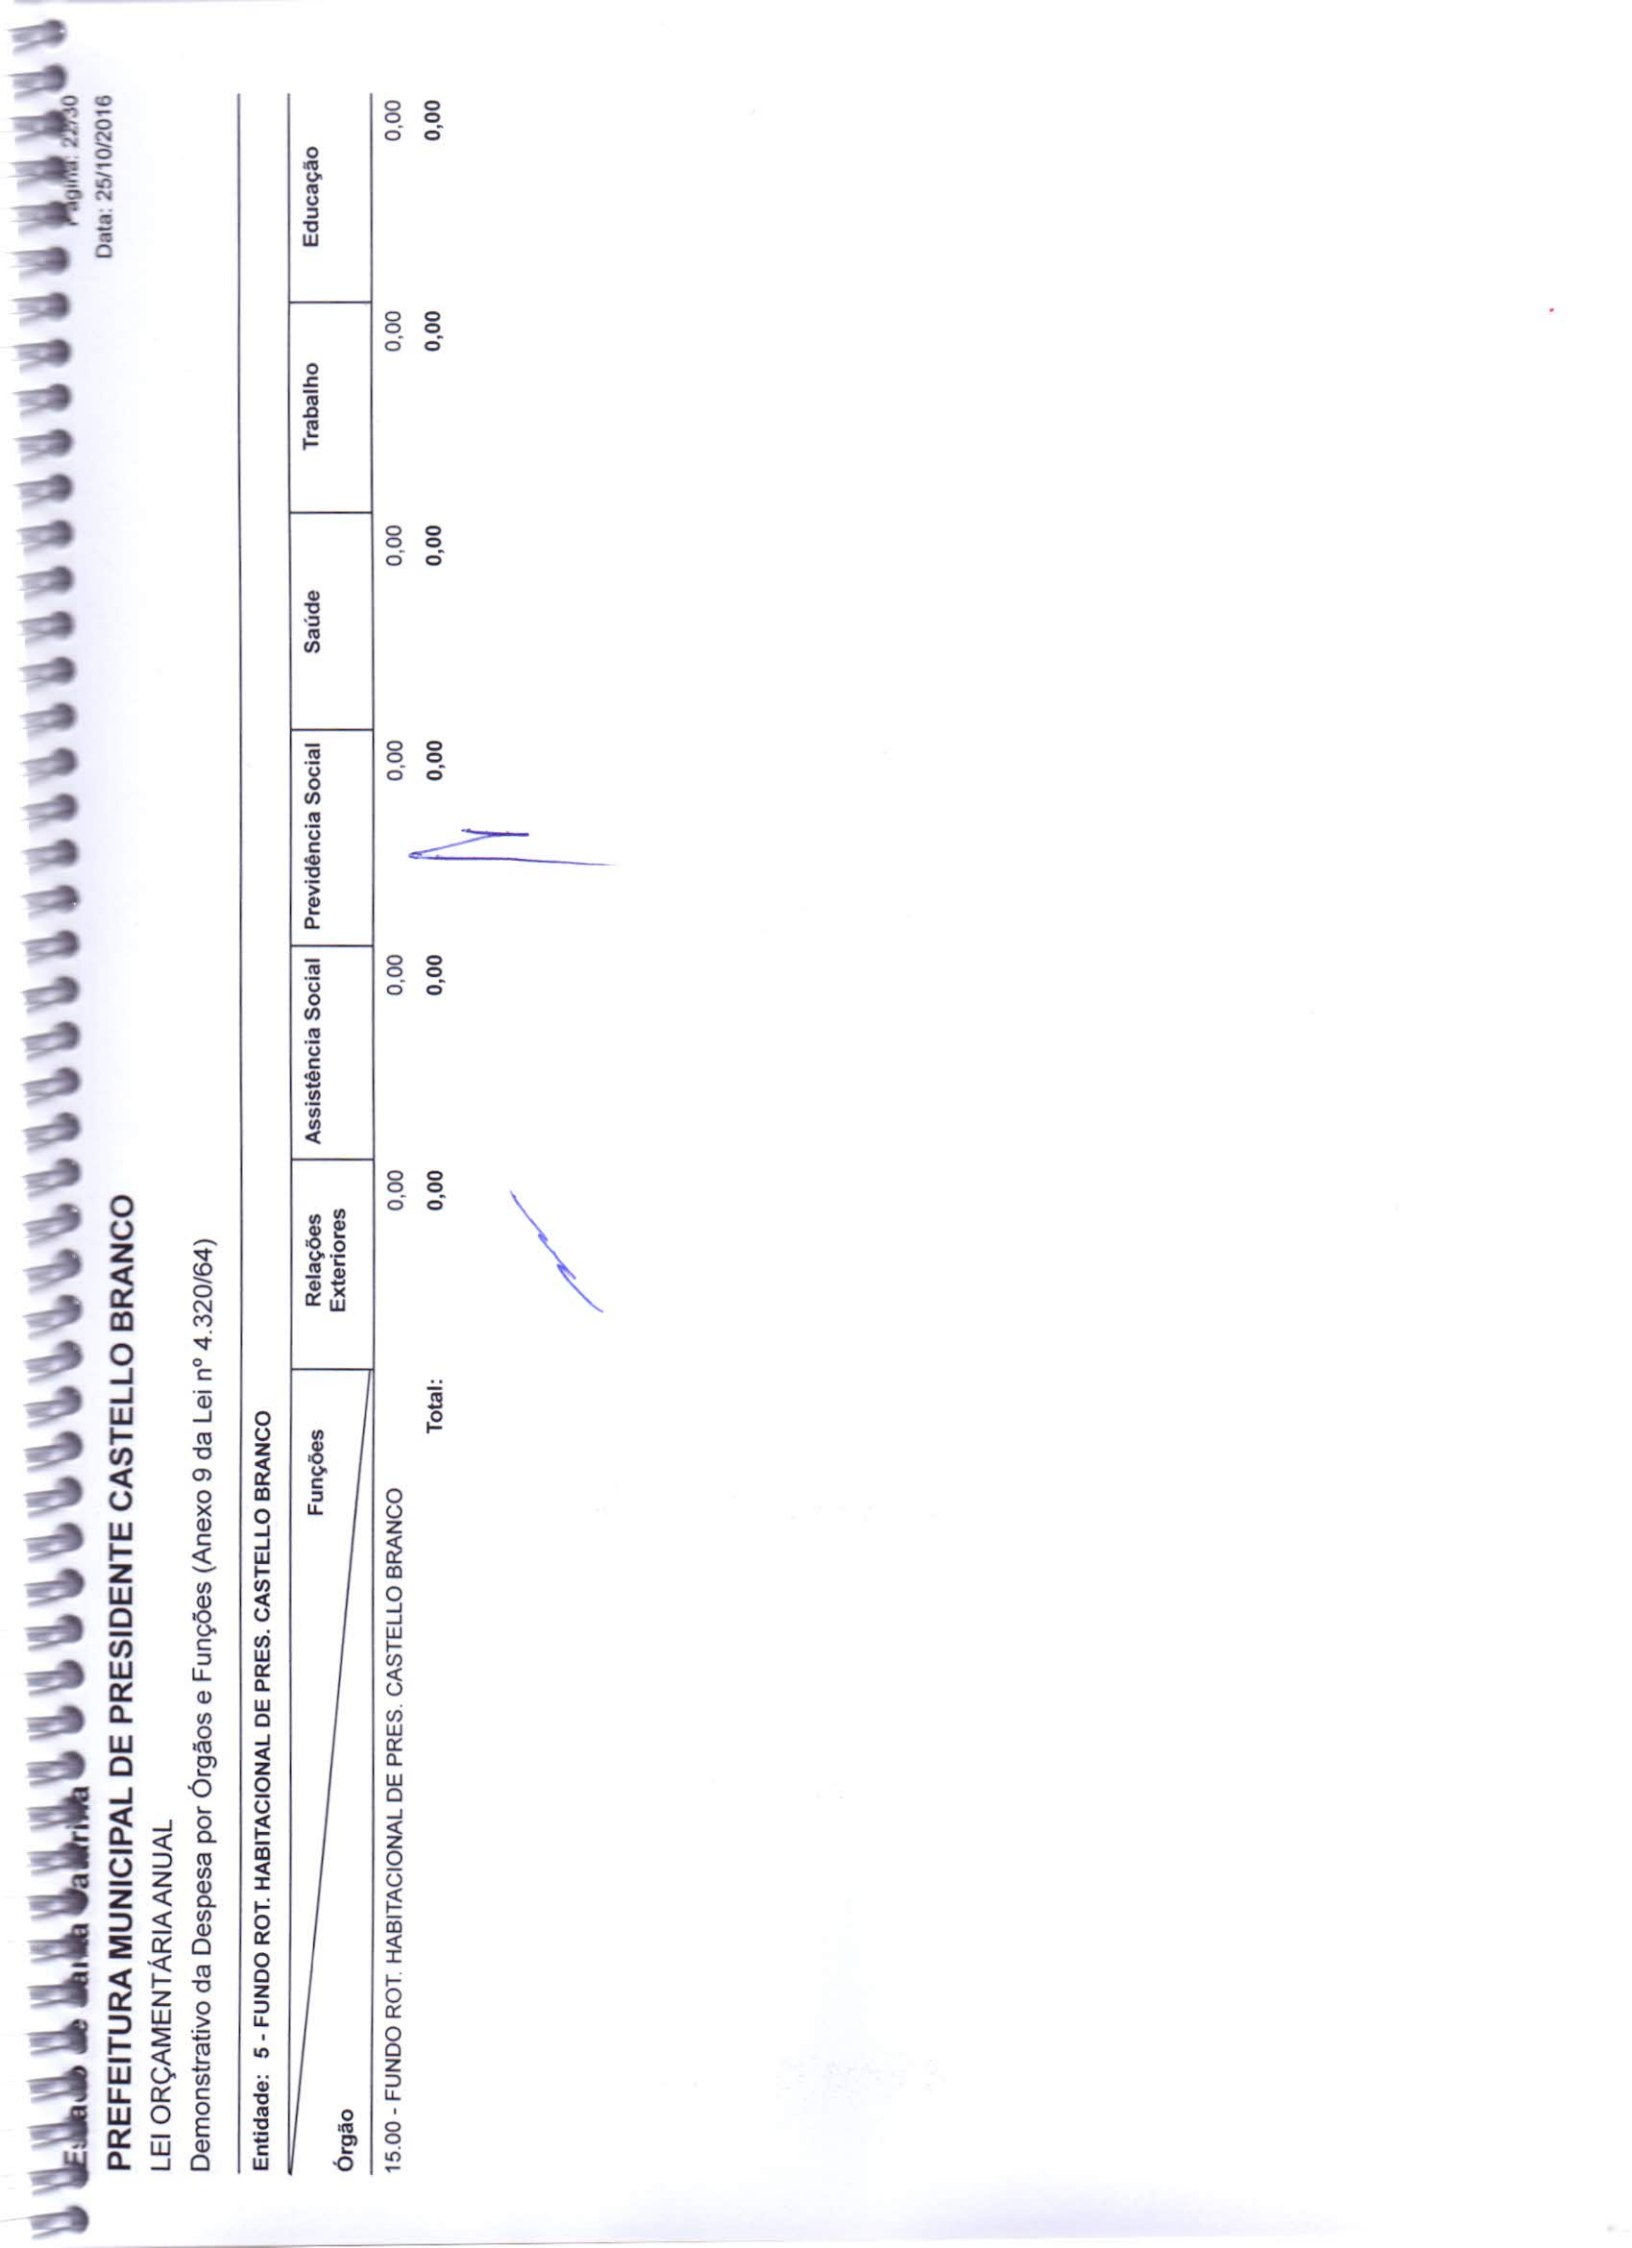 Estado de Santa Catarina
Página: 22/30
PREFEITURA MUNICIPAL DE PRESIDENTE CASTELLO BRANCO
Data: 25/10/2016
LEI ORÇAMENTÁRIA ANUAL
Demonstrativo da Despesa por Órgãos e Funções (Anexo 9 da Lei nº 4.320/64)
Entidade: 5 - FUNDO ROT. HABITACIONAL DE PRES. CASTELLO BRANCO
Funções Relações Exteriores Assistência Social Previdência Social Saúde Trabalho Educação
Órgão
15.00 - FUNDO ROT. HABITACIONAL DE PRES. CASTELLO BRANCO 0,00 0,00 0,00 0,00 0,00 0,00
Total: 0,00 0,00 0,00 0,00 0,00 0,00